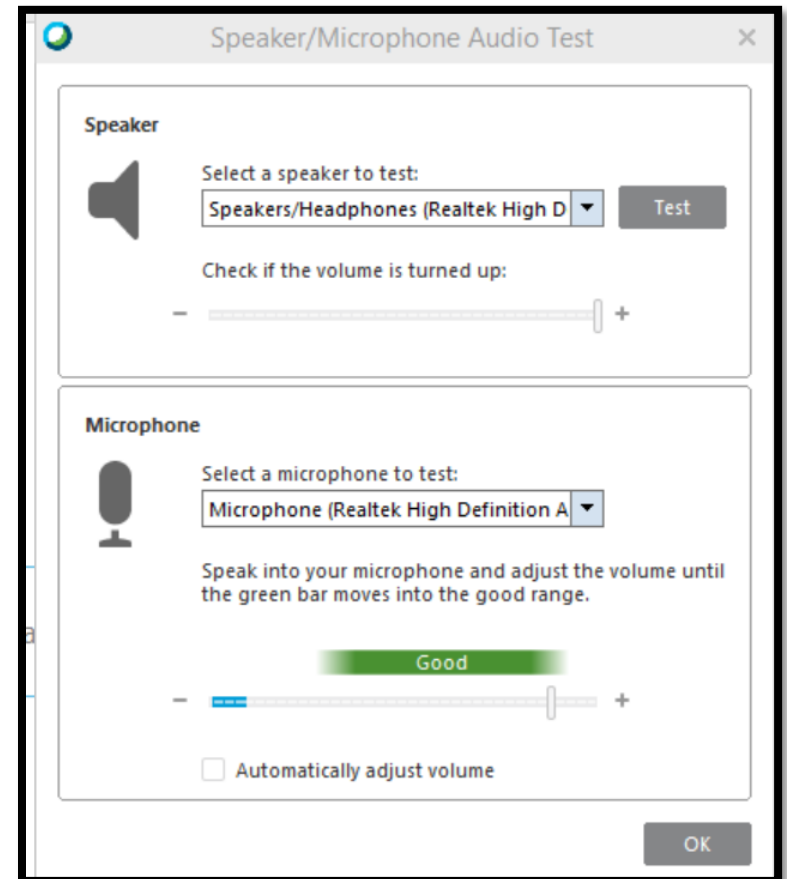 Speaker/Microphone Audio Test
Speaker
Select a speaker to test:
Speakers/Headphones (Realtek High D
Test
Check if the volume is turned up:
- +
Microphone
Select a microphone to test:
Microphone (Realtek High Definition A
Speak into your microphone and adjust the volume until
the green bar moves into the good range.
Good
- +
Automatically adjust volume
OK
a